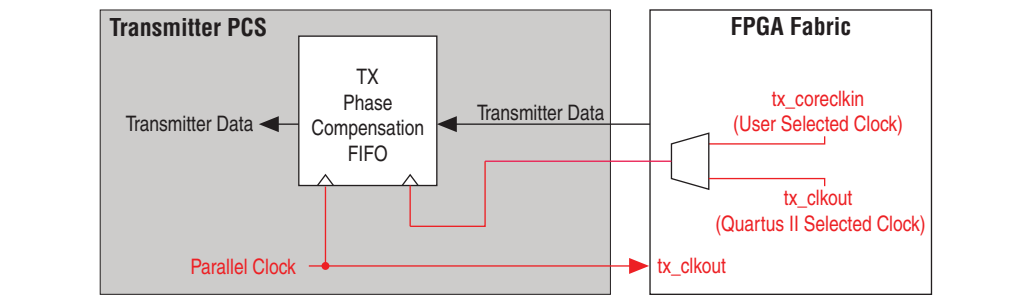 Transmitter PCS
FPGA Fabric
TX
Phase
Compensation
FIFO
Transmitter Data
Transmitter Data
tx_coreclkin
(User Selected Clock)
tx_clkout
(Quartus II Selected Clock)
Parallel Clock
tx_clkout